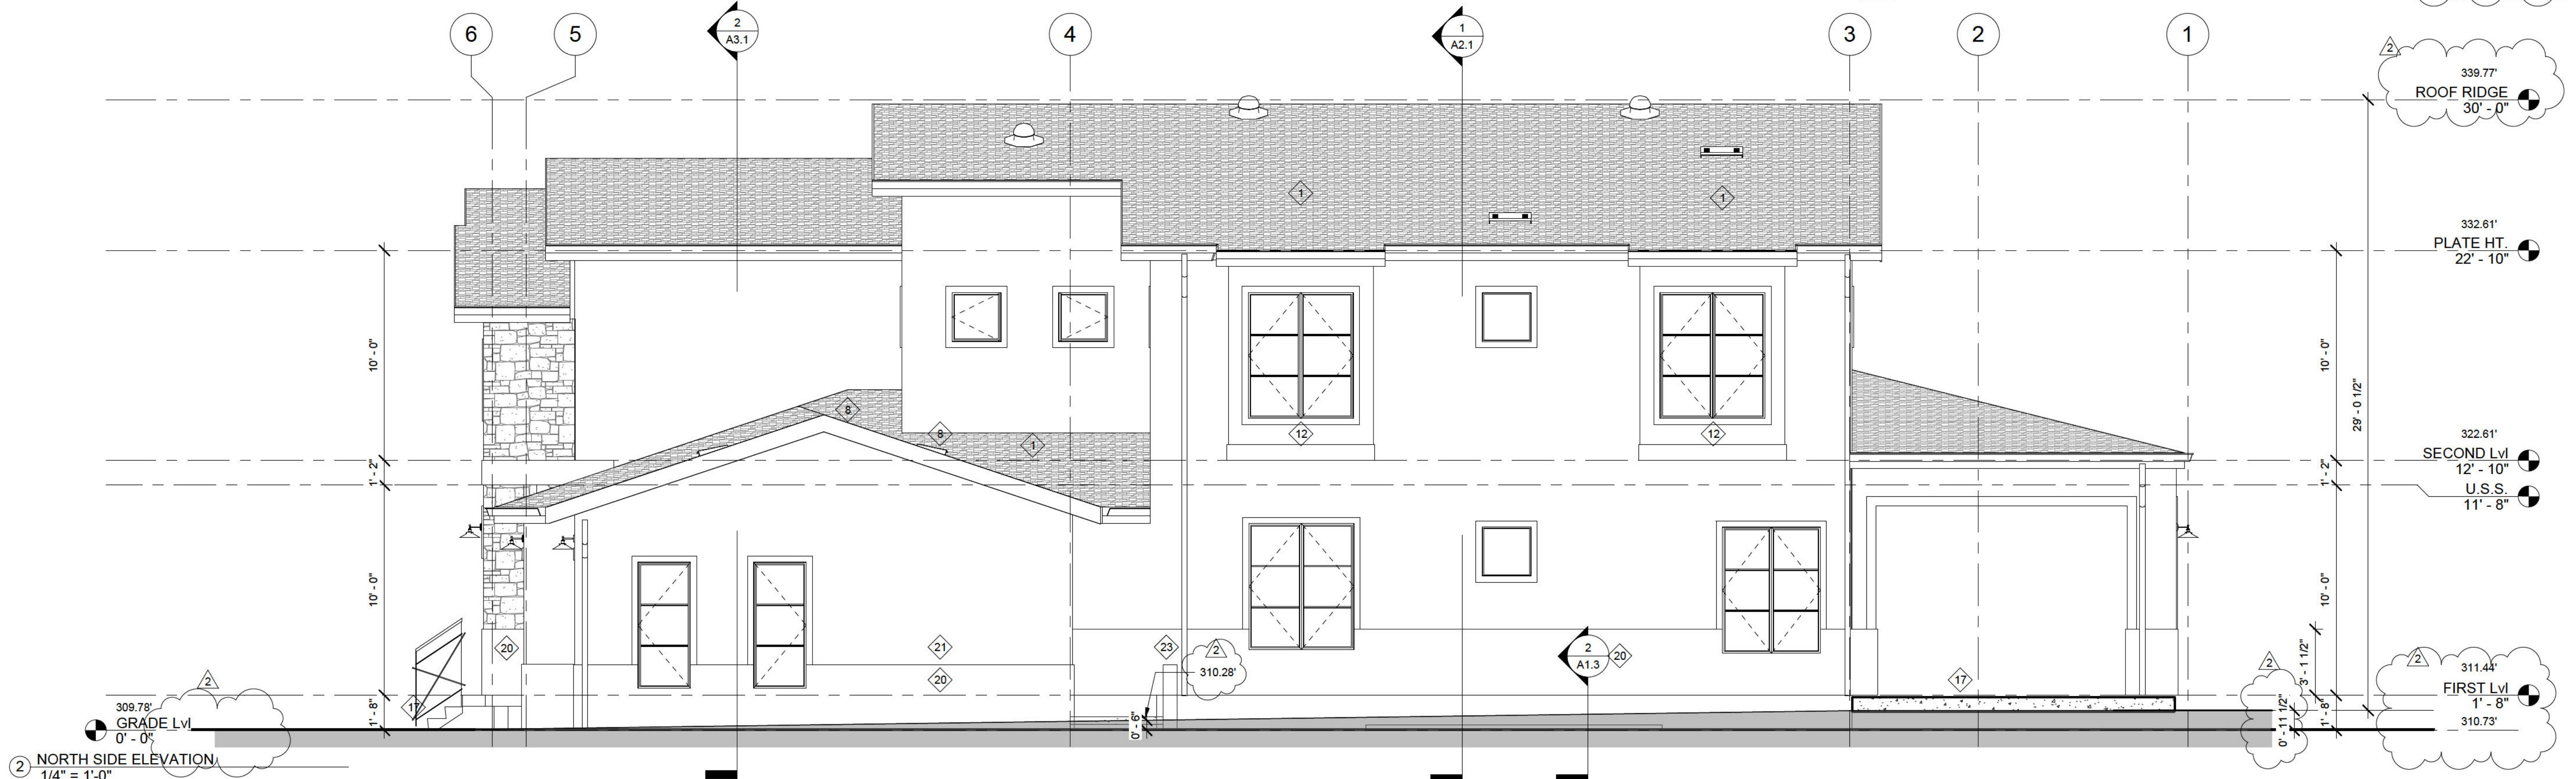 6
5
2
A3.1
4
1
A2.1
3
2
1
2
339.77'
ROOF RIDGE
30' - 0"
1
1
332.61'
PLATE HT.
22' - 10"
10' - 0"
10' - 0"
29' - 0 1/2"
8
8
1
12
12
322.61'
SECOND Lvl
12' - 10"
1' - 2"
1' - 2"
U.S.S.
11' - 8"
10' - 0"
10' - 0"
20
21
20
23
2
310.28'
2
A1.3
20
17
3' - 1 1/2"
2
2
311.44'
FIRST Lvl
1' - 8"
310.73'
2
309.78'
GRADE Lvl
0' - 0"
17
1' - 8"
0' - 6"
0' - 11 1/2"
1' - 8"
2
NORTH SIDE ELEVATION
1/4" = 1'-0"